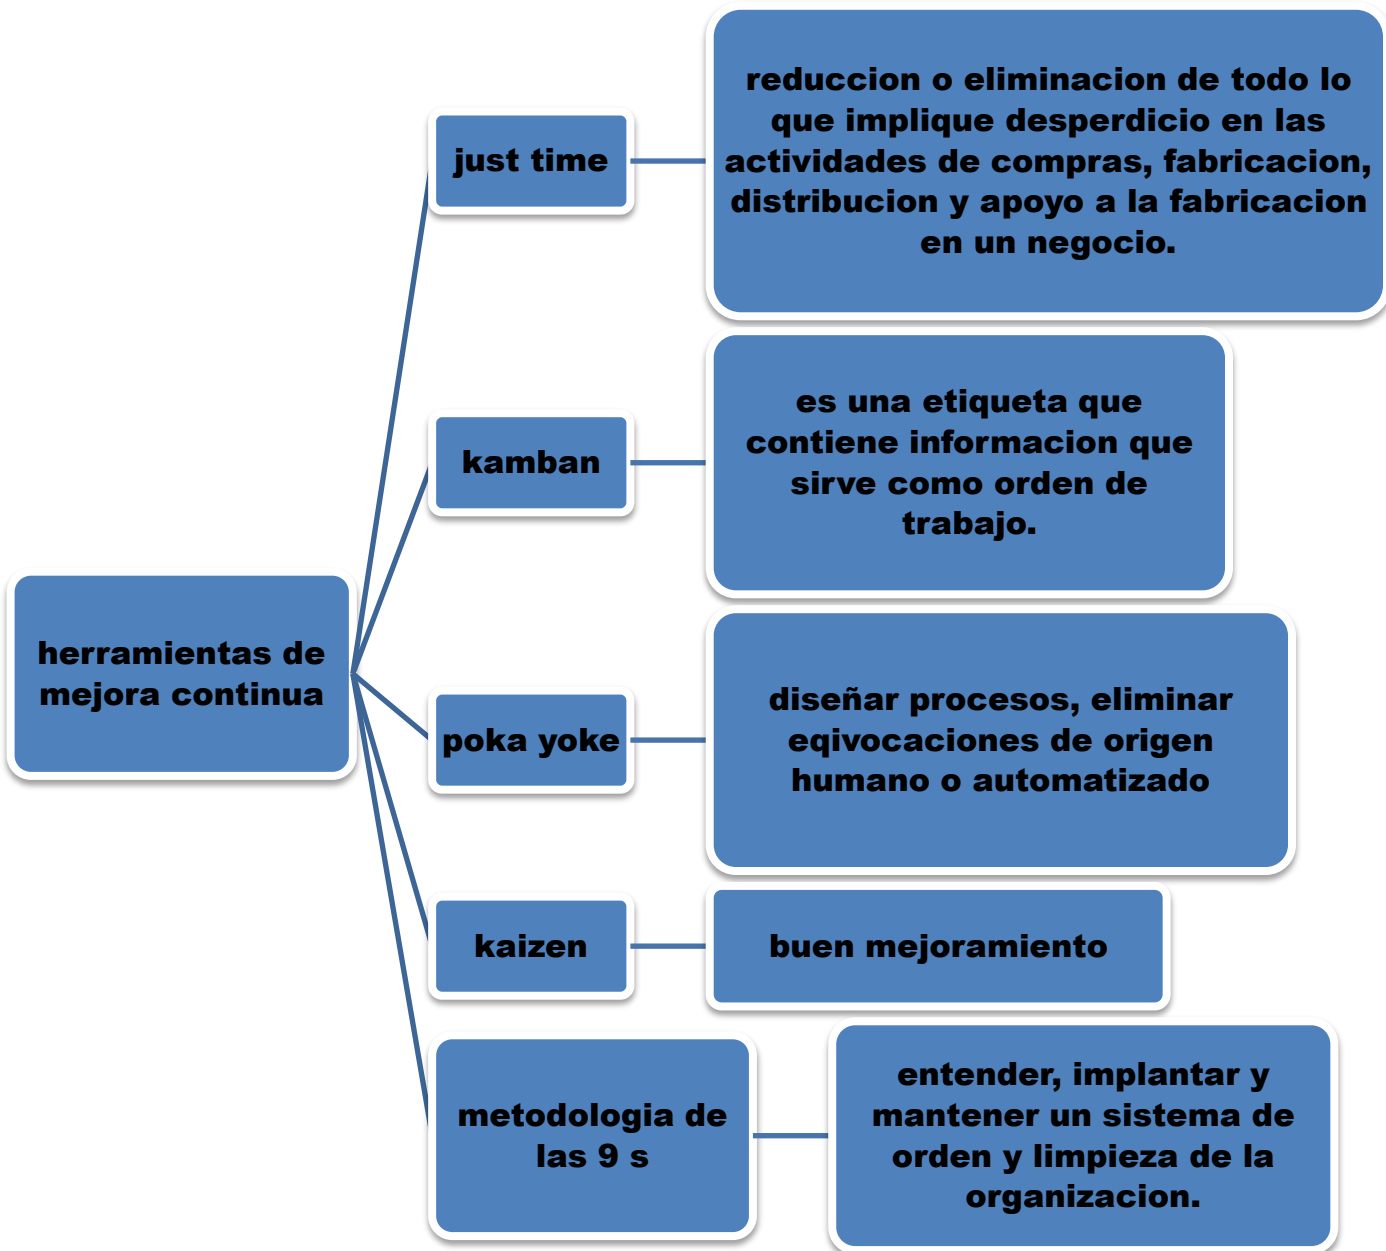 herramientas de
mejora continua
just time
reduccion o eliminacion de todo lo
que implique desperdicio en las
actividades de compras, fabricacion,
distribucion y apoyo a la fabricacion
en un negocio.
kamban
es una etiqueta que
contiene informacion que
sirve como orden de
trabajo.
poka yoke
diseñar procesos, eliminar
eqivocaciones de origen
humano o automatizado
kaizen
buen mejoramiento
metodologia de
las 9 s
entender, implantar y
mantener un sistema de
orden y limpieza de la
organizacion.